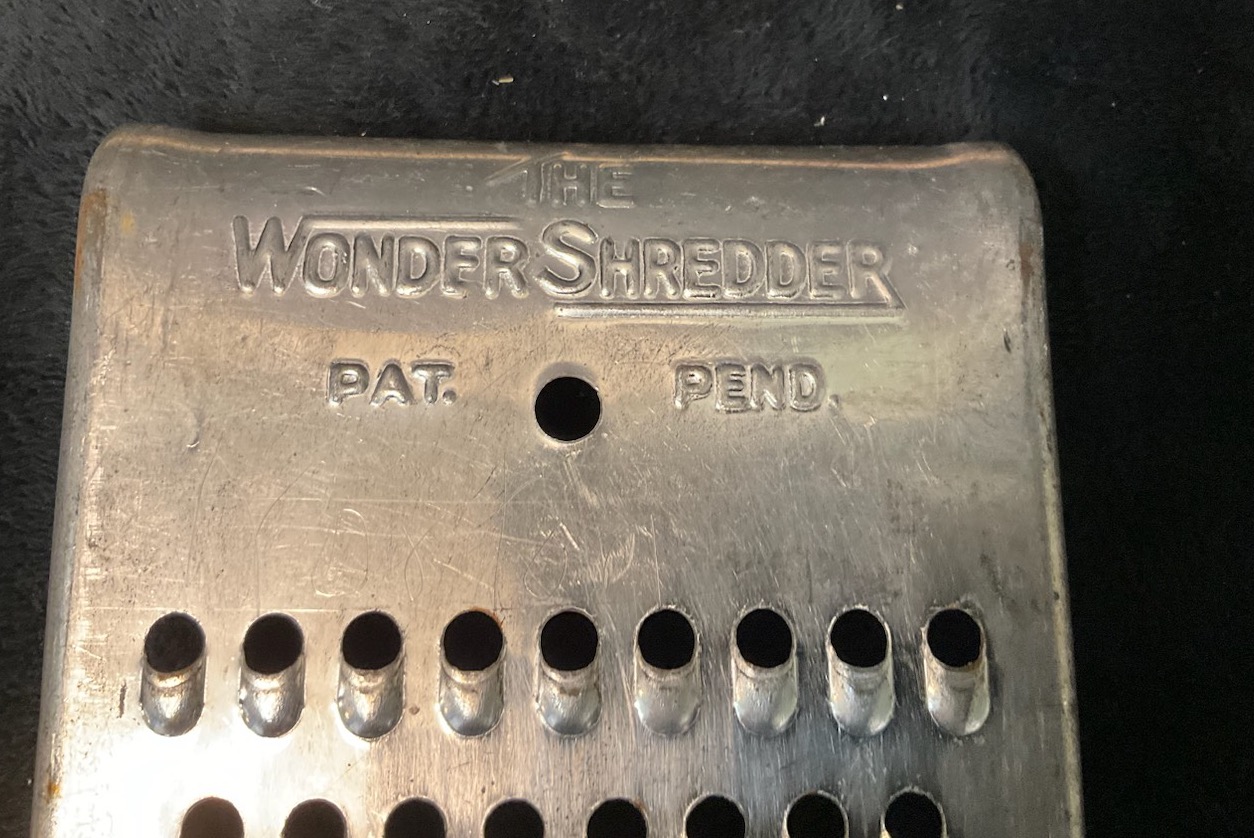 THE
WONDER SHREDDER
PAT. PEND.